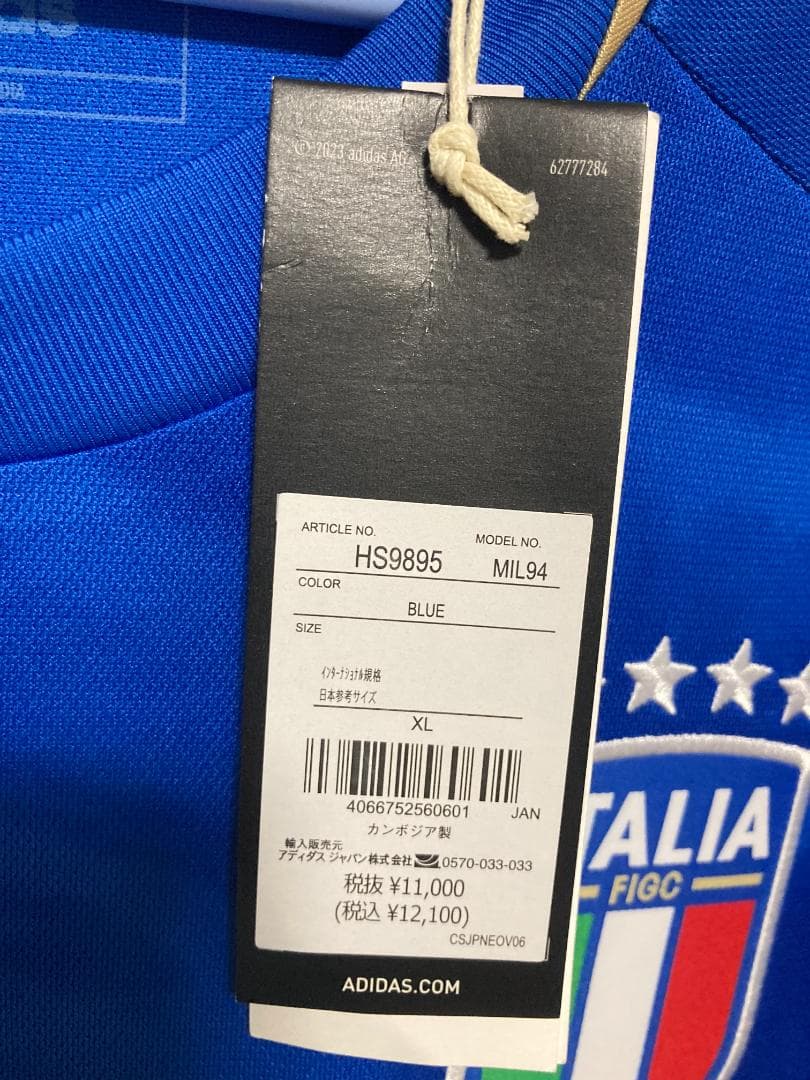 © 2023 adidas AG
62777284
ARTICLE NO.
MODEL NO.
HS9895
MIL94
COLOR
BLUE
SIZE
インターナショナル規格
日本参考サイズ
XL
4066752560601
JAN
カンボジア製
輸入販売元
アディダス ジャパン株式会社 0570-033-033
税抜 ¥11,000
(税込 ¥12,100)
CSJPNEOV06
ADIDAS.COM
ITALIA
FIGC